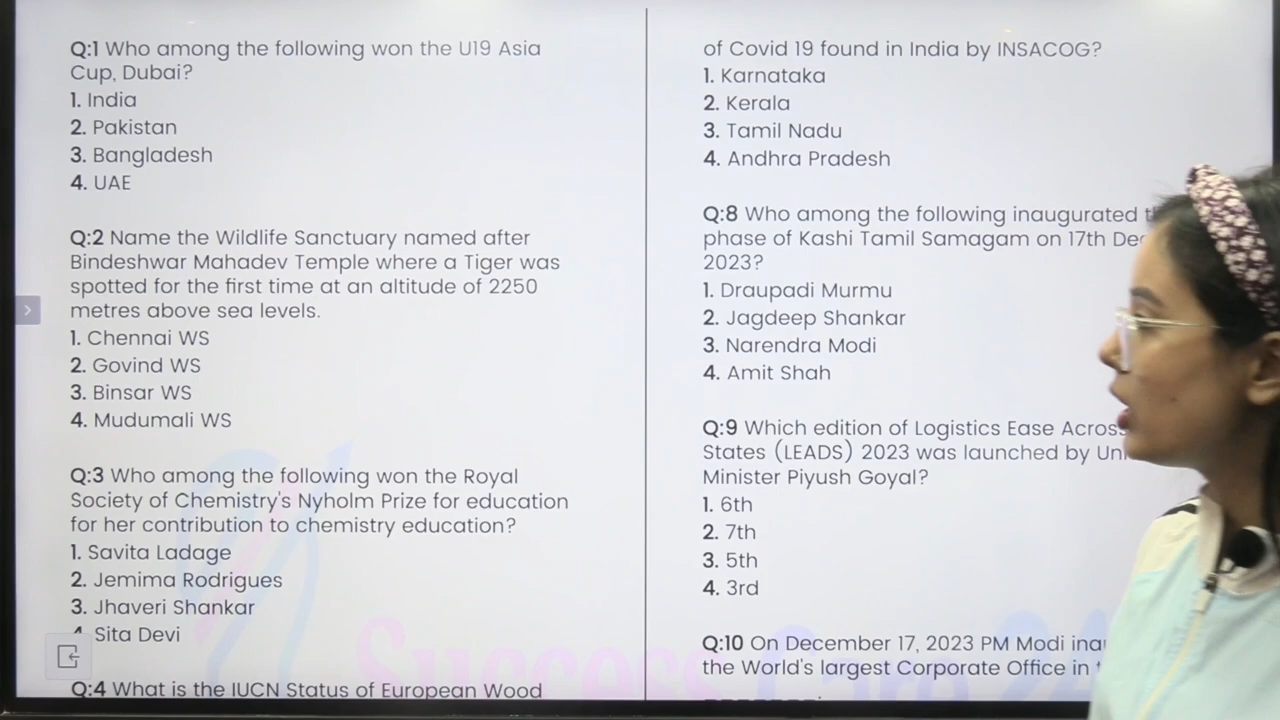 Q:1 Who among the following won the U19 Asia
Cup, Dubai?
1. India
2. Pakistan
3. Bangladesh
4. UAE
Q:2 Name the Wildlife Sanctuary named after
Bindeshwar Mahadev Temple where a Tiger was
spotted for the first time at an altitude of 2250
metres above sea levels.
1. Chennai WS
2. Govind WS
3. Binsar WS
4. Mudumali WS
Q:3 Who among the following won the Royal
Society of Chemistry's Nyholm Prize for education
for her contribution to chemistry education?
1. Savita Ladage
2. Jemima Rodrigues
3. Jhaveri Shankar
4. Sita Devi
Q:4 What is the IUCN Status of European Wood
of Covid 19 found in India by INSACOG?
1. Karnataka
2. Kerala
3. Tamil Nadu
4. Andhra Pradesh
Q:8 Who among the following inaugurated
phase of Kashi Tamil Samagam on 17th Dec
2023?
1. Draupadi Murmu
2. Jagdeep Shankar
3. Narendra Modi
4. Amit Shah
Q:9 Which edition of Logistics Ease Across
States (LEADS) 2023 was launched by
Minister Piyush Goyal?
1. 6th
2. 7th
3. 5th
4. 3rd
Q:10 On December 17, 2023 PM Modi
the World's largest Corporate Office in
Success